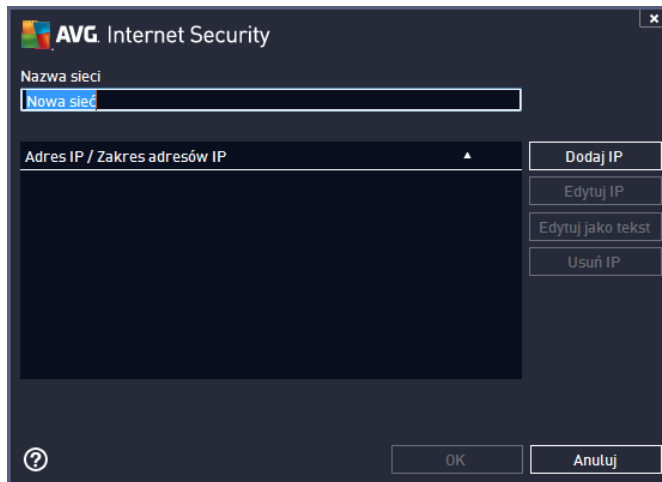 AVG. Internet Security
Nazwa sieci
Nowa sieć
Adres IP / Zakres adresów IP
Dodaj IP
Edytuj IP
Edytuj jako tekst
Usuń IP
OK
Anuluj